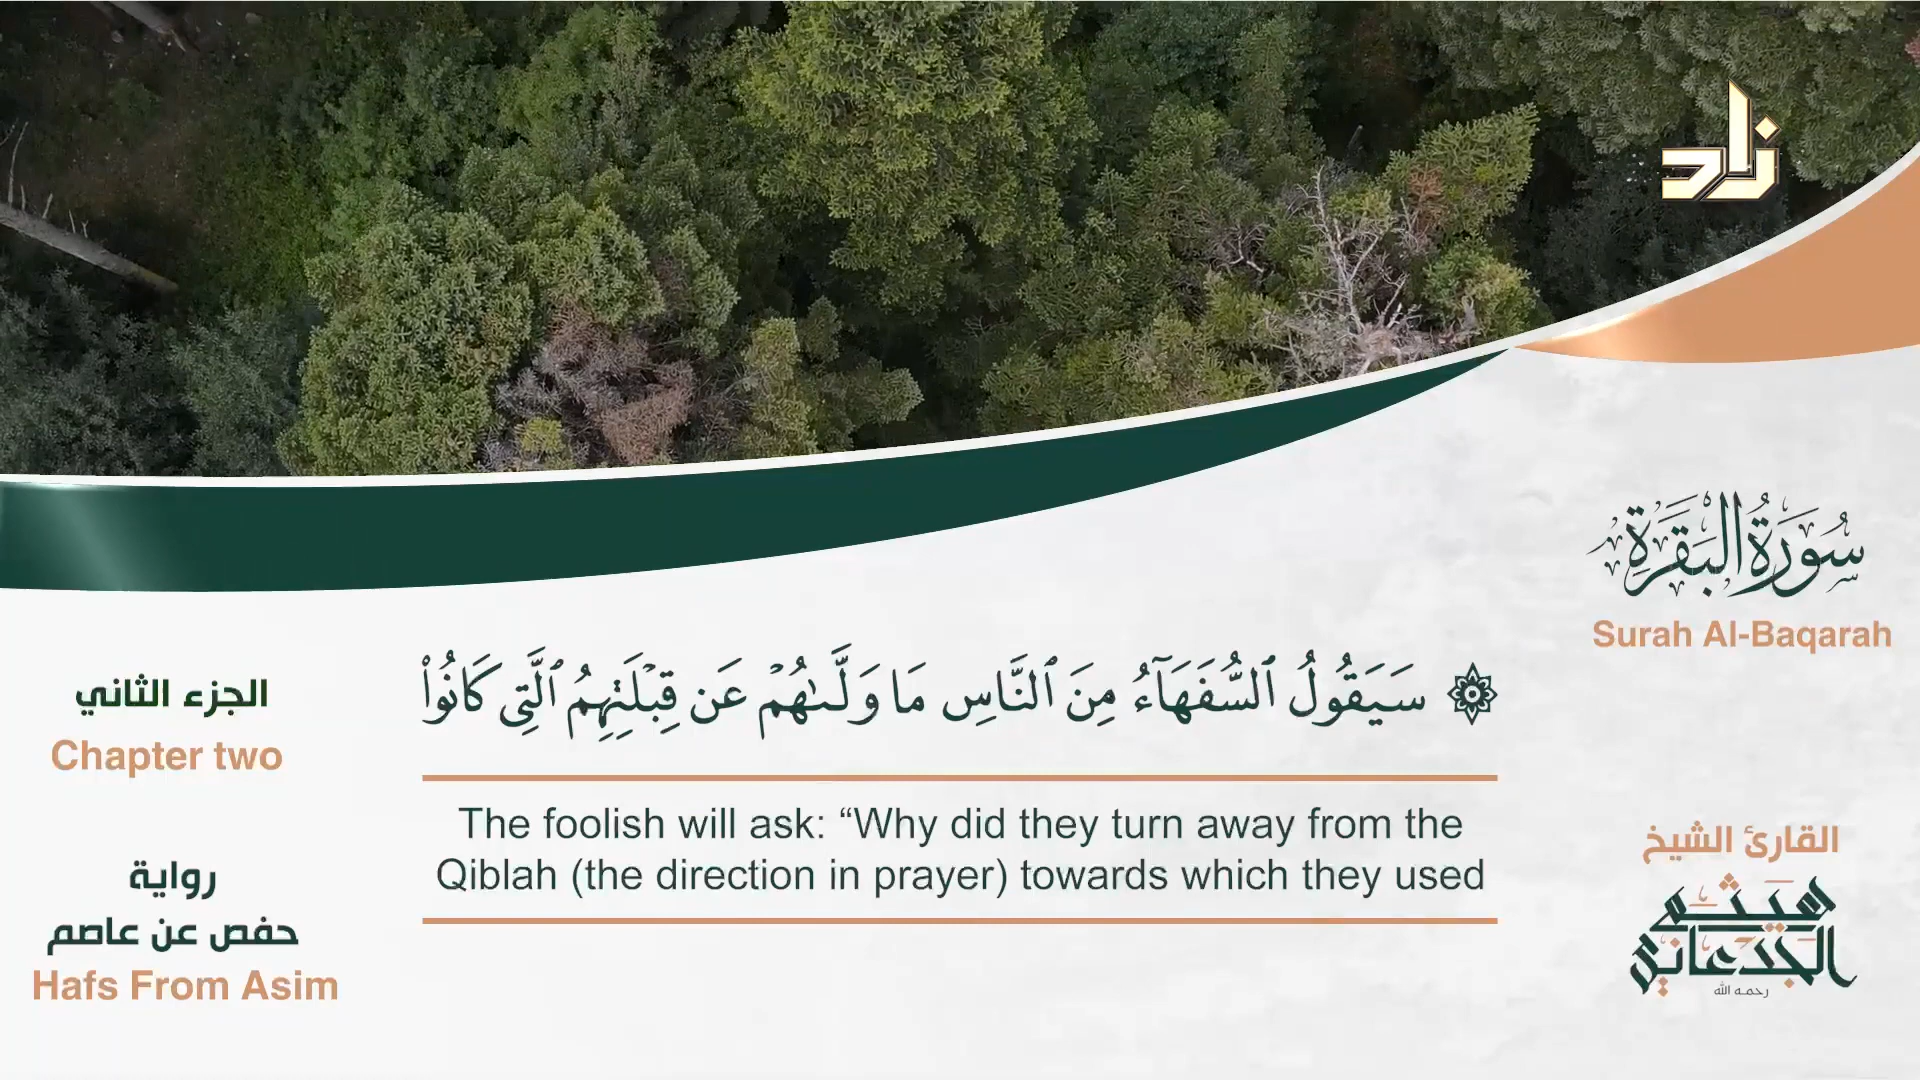 زاد
سُورَةُ الْبَقَرَةِ
Surah Al-Baqarah
۞ سَيَقُولُ ٱلسُّفَهَآءُ مِنَ ٱلنَّاسِ مَا وَلَّىٰهُمْ عَن قِبْلَتِهِمُ ٱلَّتِى كَانُوا۟
The foolish will ask: “Why did they turn away from the
Qiblah (the direction in prayer) towards which they used
الجزء الثاني
Chapter two
رواية
حفص عن عاصم
Hafs From Asim
القارئ الشيخ
هيثم
الجدعاني
رحمه الله